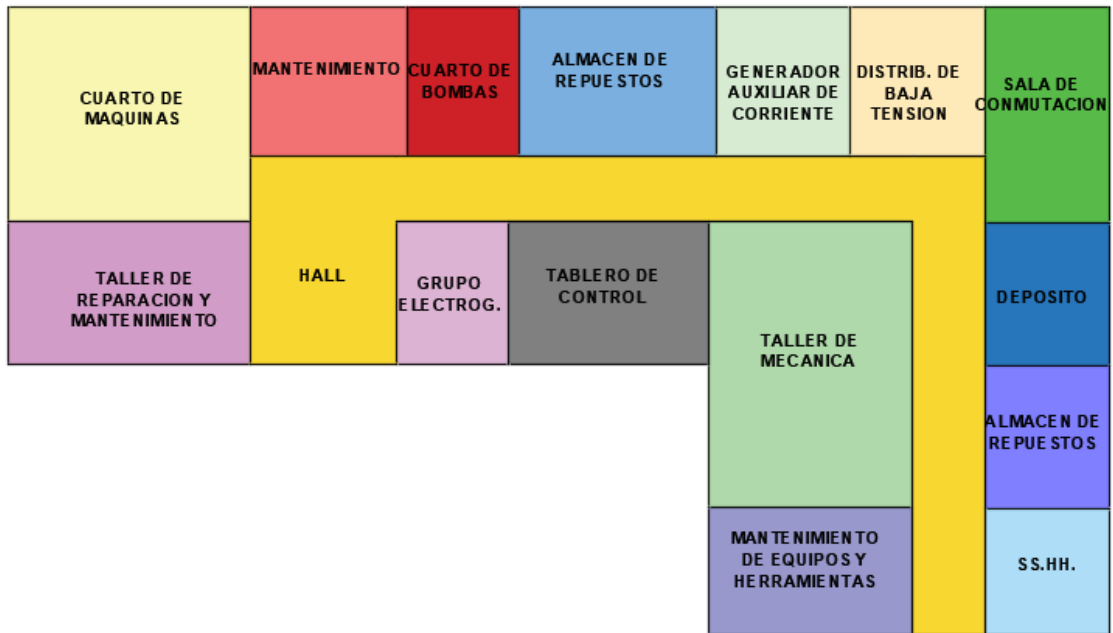 CUARTO DE
MAQUINAS
MANTENIMIENTO
CUARTO DE
BOMBAS
ALMACEN DE
REPUESTOS
GENERADOR
AUXILIAR DE
CORRIENTE
DISTRIB. DE
BAJA
TENSION
SALA DE
CONMUTACION
TALLER DE
REPARACION Y
MANTENIMIENTO
HALL
GRUPO
ELECTROG.
TABLERO DE
CONTROL
TALLER DE
MECANICA
DEPOSITO
ALMACEN DE
REPUESTOS
MANTENIMIENTO
DE EQUIPOS Y
HERRAMIENTAS
SS.HH.